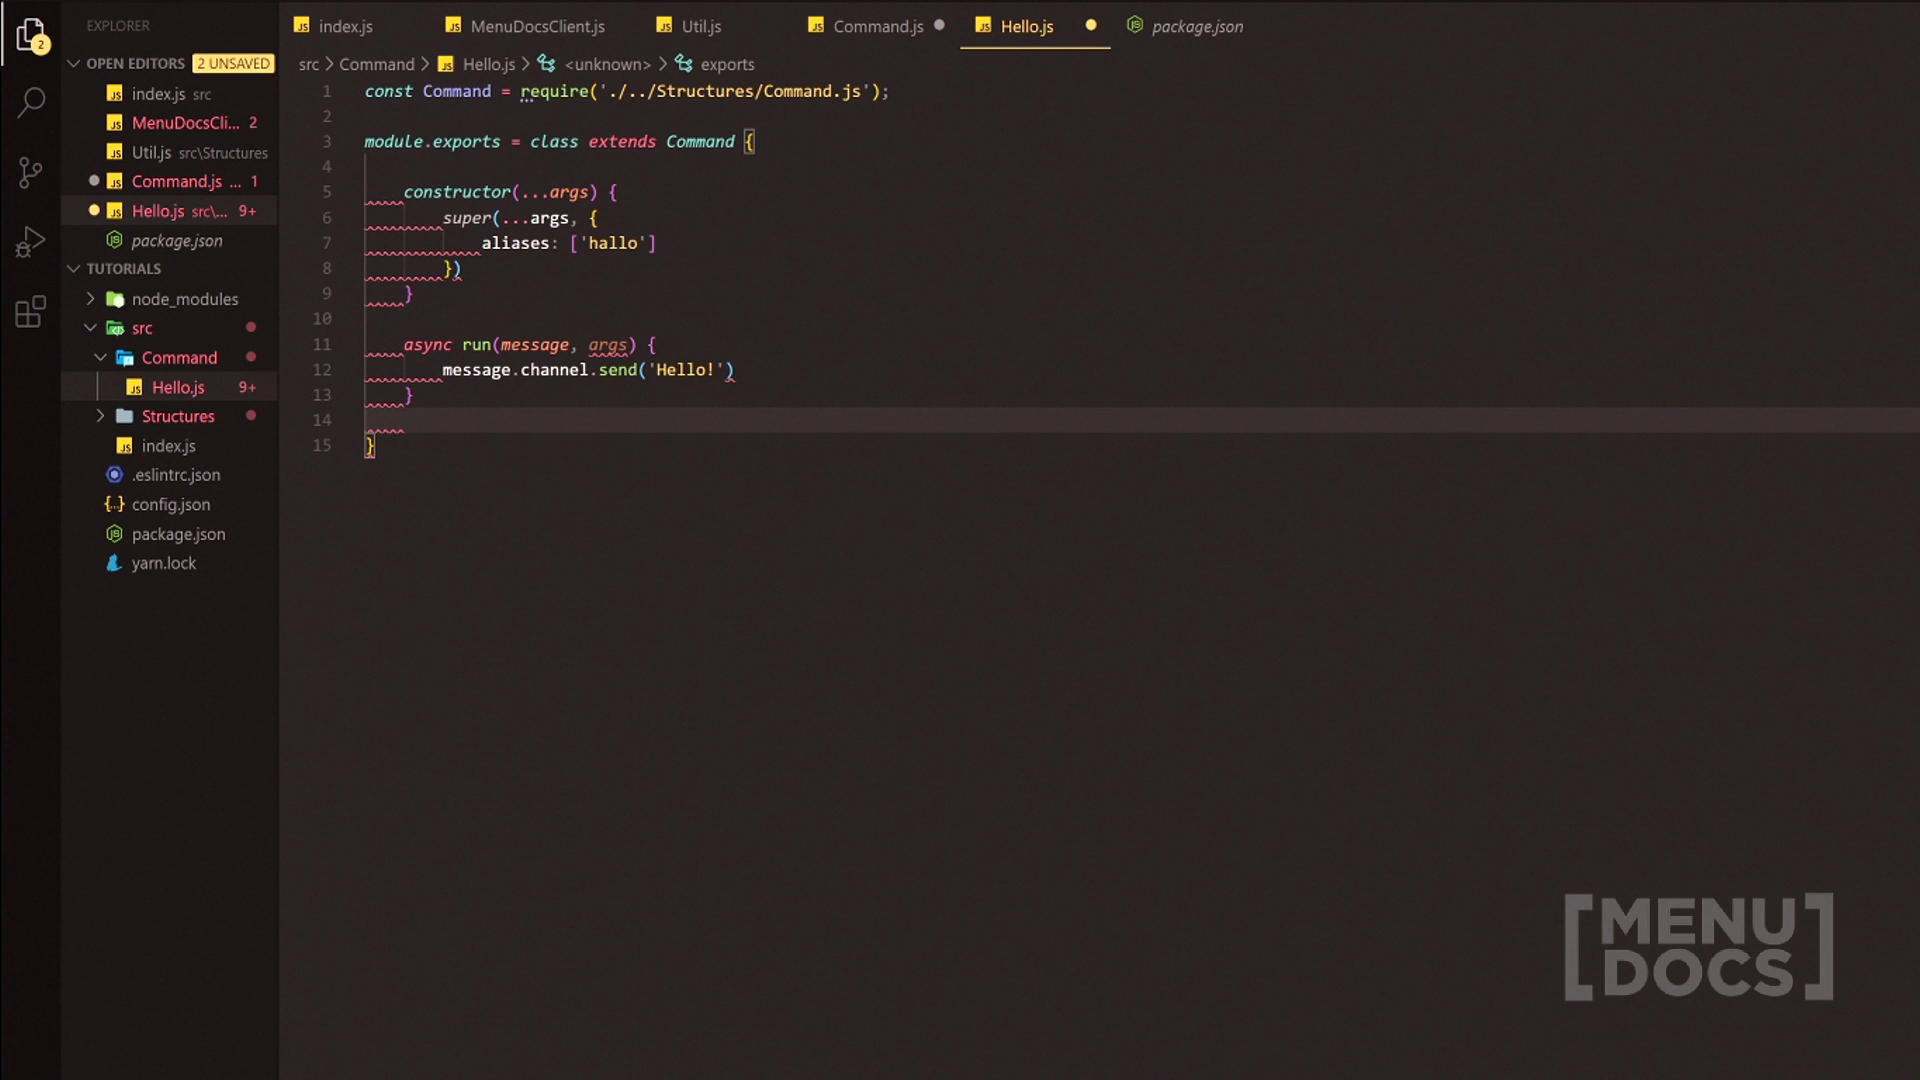 EXPLORER
index.js
MenuDocsClient.js
Util.js
Command.js
Hello.js
package.json
2
OPEN EDITORS 2 UNSAVED
index.js src
MenuDocsCli... 2
Util.js src\Structures
Command.js ... 1
Hello.js src\... 9+
package.json
TUTORIALS
node_modules
src
Command
Hello.js 9+
Structures
index.js
.eslintrc.json
config.json
package.json
yarn.lock
src > Command > Hello.js > <unknown> > exports
1 const Command = require('./../Structures/Command.js');
2
3 module.exports = class extends Command {
4
5 constructor(...args) {
6 super(...args, {
7 aliases: ['hallo']
8 })
9 }
10
11 async run(message, args) {
12 message.channel.send('Hello!')
13 }
14
15 }
[MENU
DOCS]